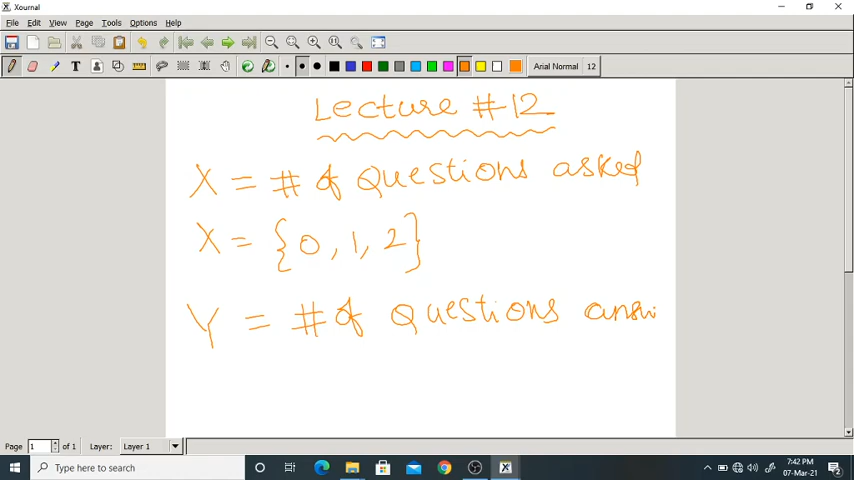 Xournal
File Edit View Page Tools Options Help
Arial Normal 12
Lecture #12
X = # of Questions asked
X = {0, 1, 2}
Y = # of Questions
Page 1 of 1 Layer: Layer 1
Type here to search
7:42 PM
07-Mar-21
2